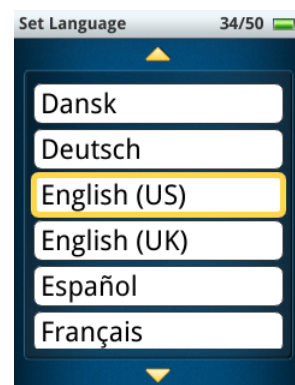 Set Language 34/50
Dansk
Deutsch
English (US)
English (UK)
Español
Français